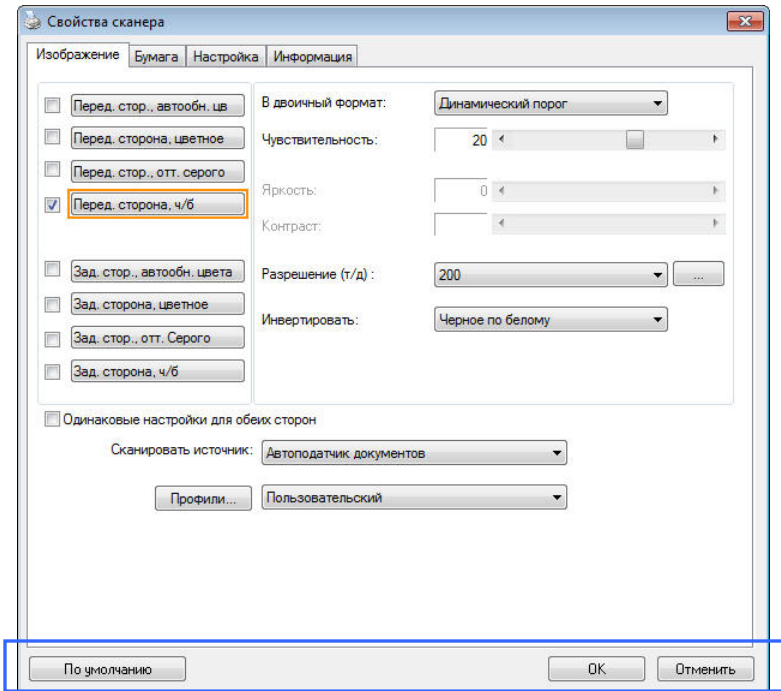 Свойства сканера
Изображение Бумага Настройка Информация
Перед. стор., автообн. цв
Перед. сторона, цветное
Перед. стор., отт. серого
Перед. сторона, ч/б
Зад. стор., автообн. цвета
Зад. сторона, цветное
Зад. стор., отт. Серого
Зад. сторона, ч/б
В двоичный формат: Динамический порог
Чувствительность: 20
Яркость: 0
Контраст:
Разрешение (т/д) : 200 ...
Инвертировать: Черное по белому
Одинаковые настройки для обеих сторон
Сканировать источник: Автоподатчик документов
Профили... Пользовательский
По умолчанию OK Отменить